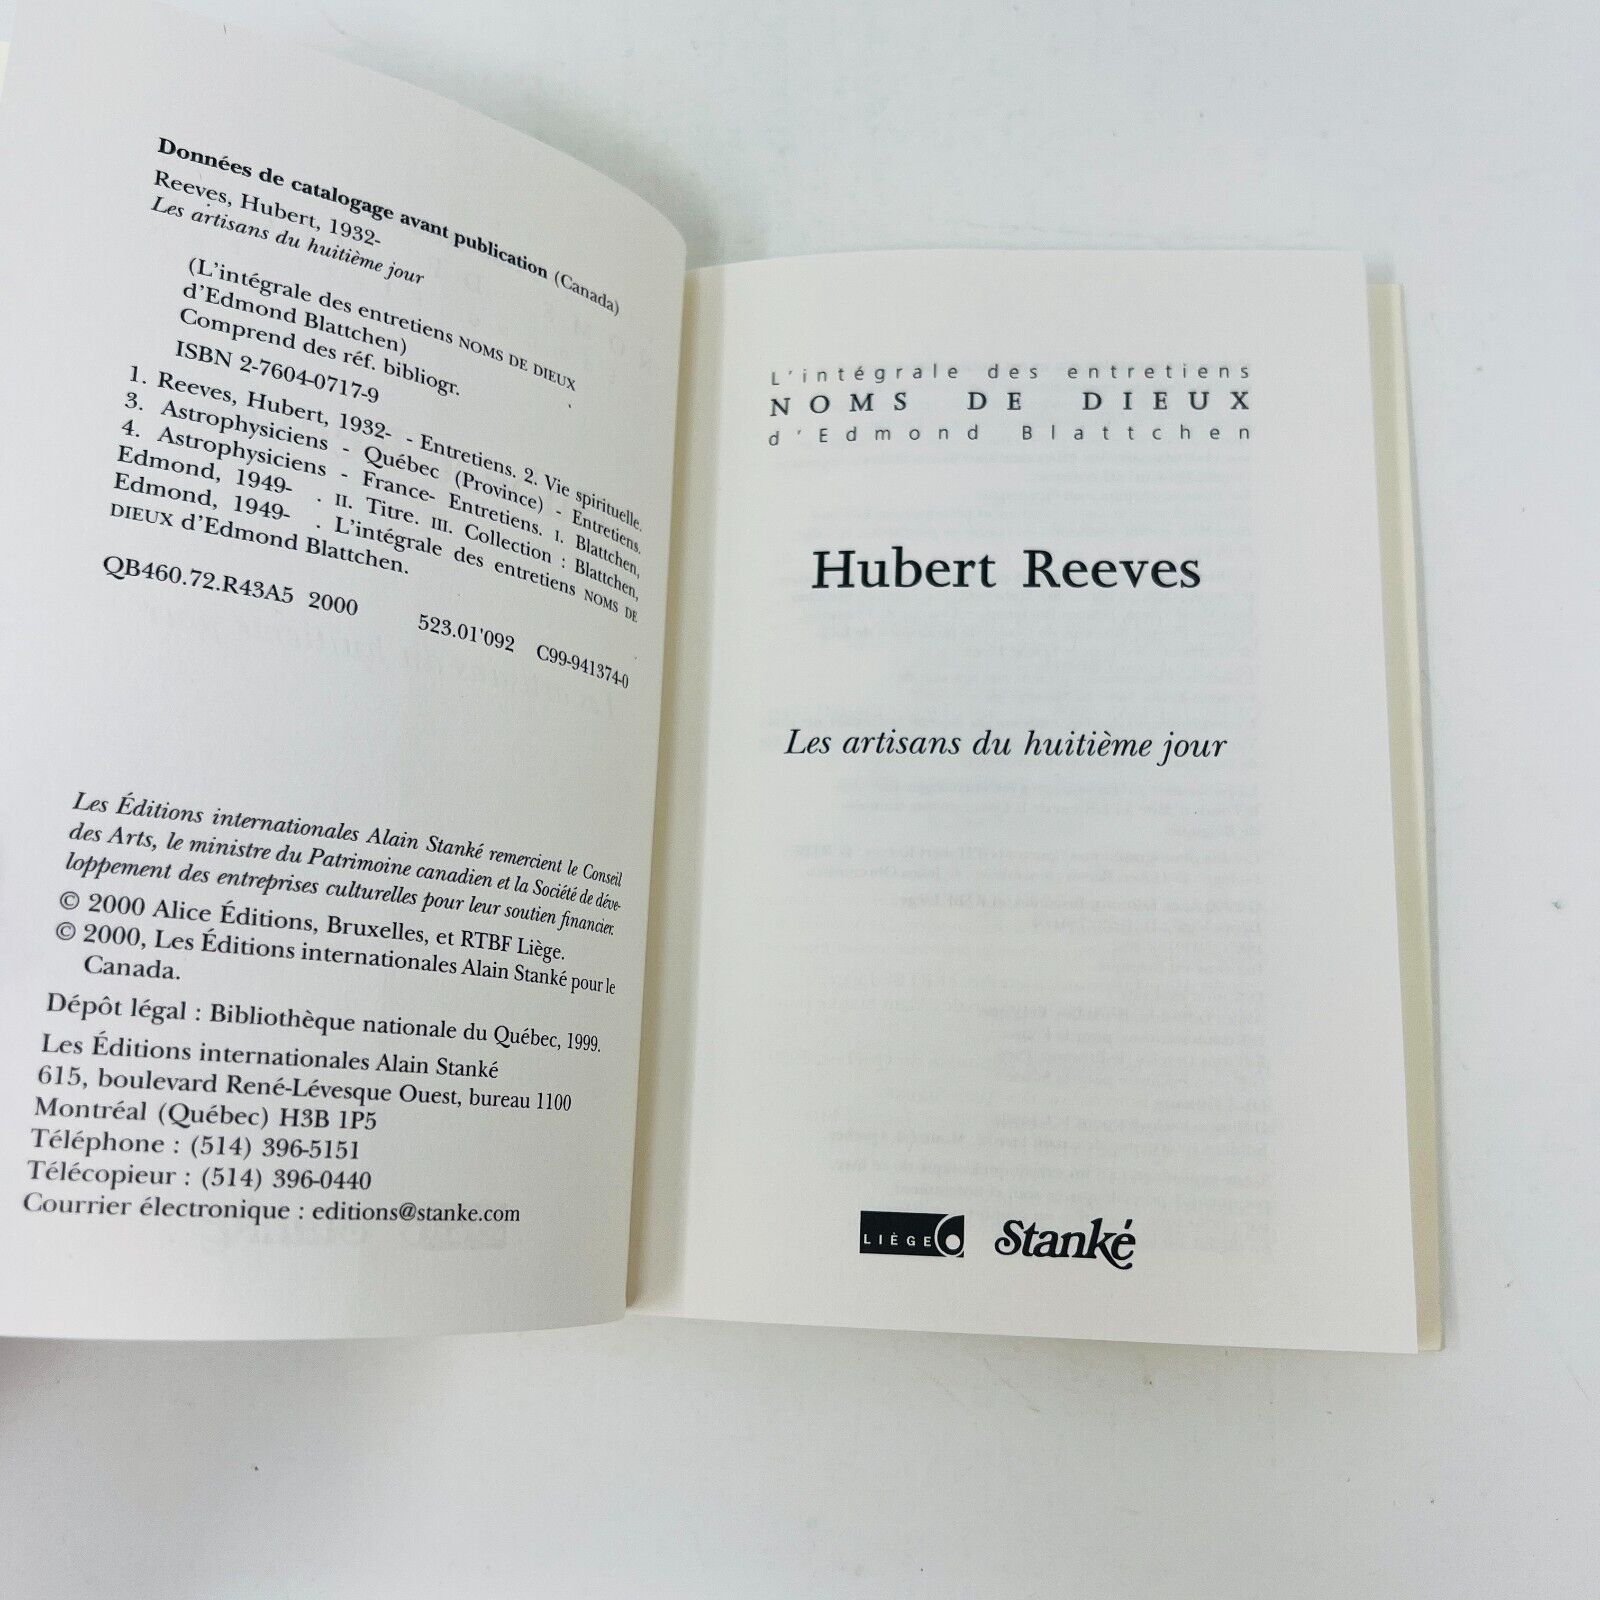 Données de catalogage avant publication (Canada)
Reeves, Hubert, 1932-
Les artisans du huitième jour
(L'intégrale des entretiens NOMS DE DIEUX
d'Edmond Blattchen)
Comprend des réf. bibliogr.
ISBN 2-7604-0717-9
1. Reeves, Hubert, 1932- - Entretiens. 2. Vie spirituelle.
3. Astrophysiciens - Québec (Province) - Entretiens.
4. Astrophysiciens - France- Entretiens. I. Blattchen,
Edmond, 1949- . II. Titre. III. Collection : Blattchen,
Edmond, 1949- . L'intégrale des entretiens NOMS DE
DIEUX d'Edmond Blattchen.
QB460.72.R43A5 2000 523.01'092 C99-941374-0
Les Éditions internationales Alain Stanké remercient le Conseil
des Arts, le ministre du Patrimoine canadien et la Société de déve-
loppement des entreprises culturelles pour leur soutien financier.
© 2000 Alice Éditions, Bruxelles, et RTBF Liège.
© 2000, Les Éditions internationales Alain Stanké pour le
Canada.
Dépôt légal : Bibliothèque nationale du Québec, 1999.
Les Éditions internationales Alain Stanké
615, boulevard René-Lévesque Ouest, bureau 1100
Montréal (Québec) H3B 1P5
Téléphone : (514) 396-5151
Télécopieur : (514) 396-0440
Courrier électronique : editions@stanke.com
L'intégrale des entretiens
NOMS DE DIEUX
d'Edmond Blattchen
Hubert Reeves
Les artisans du huitième jour
LIÈGE Stanké